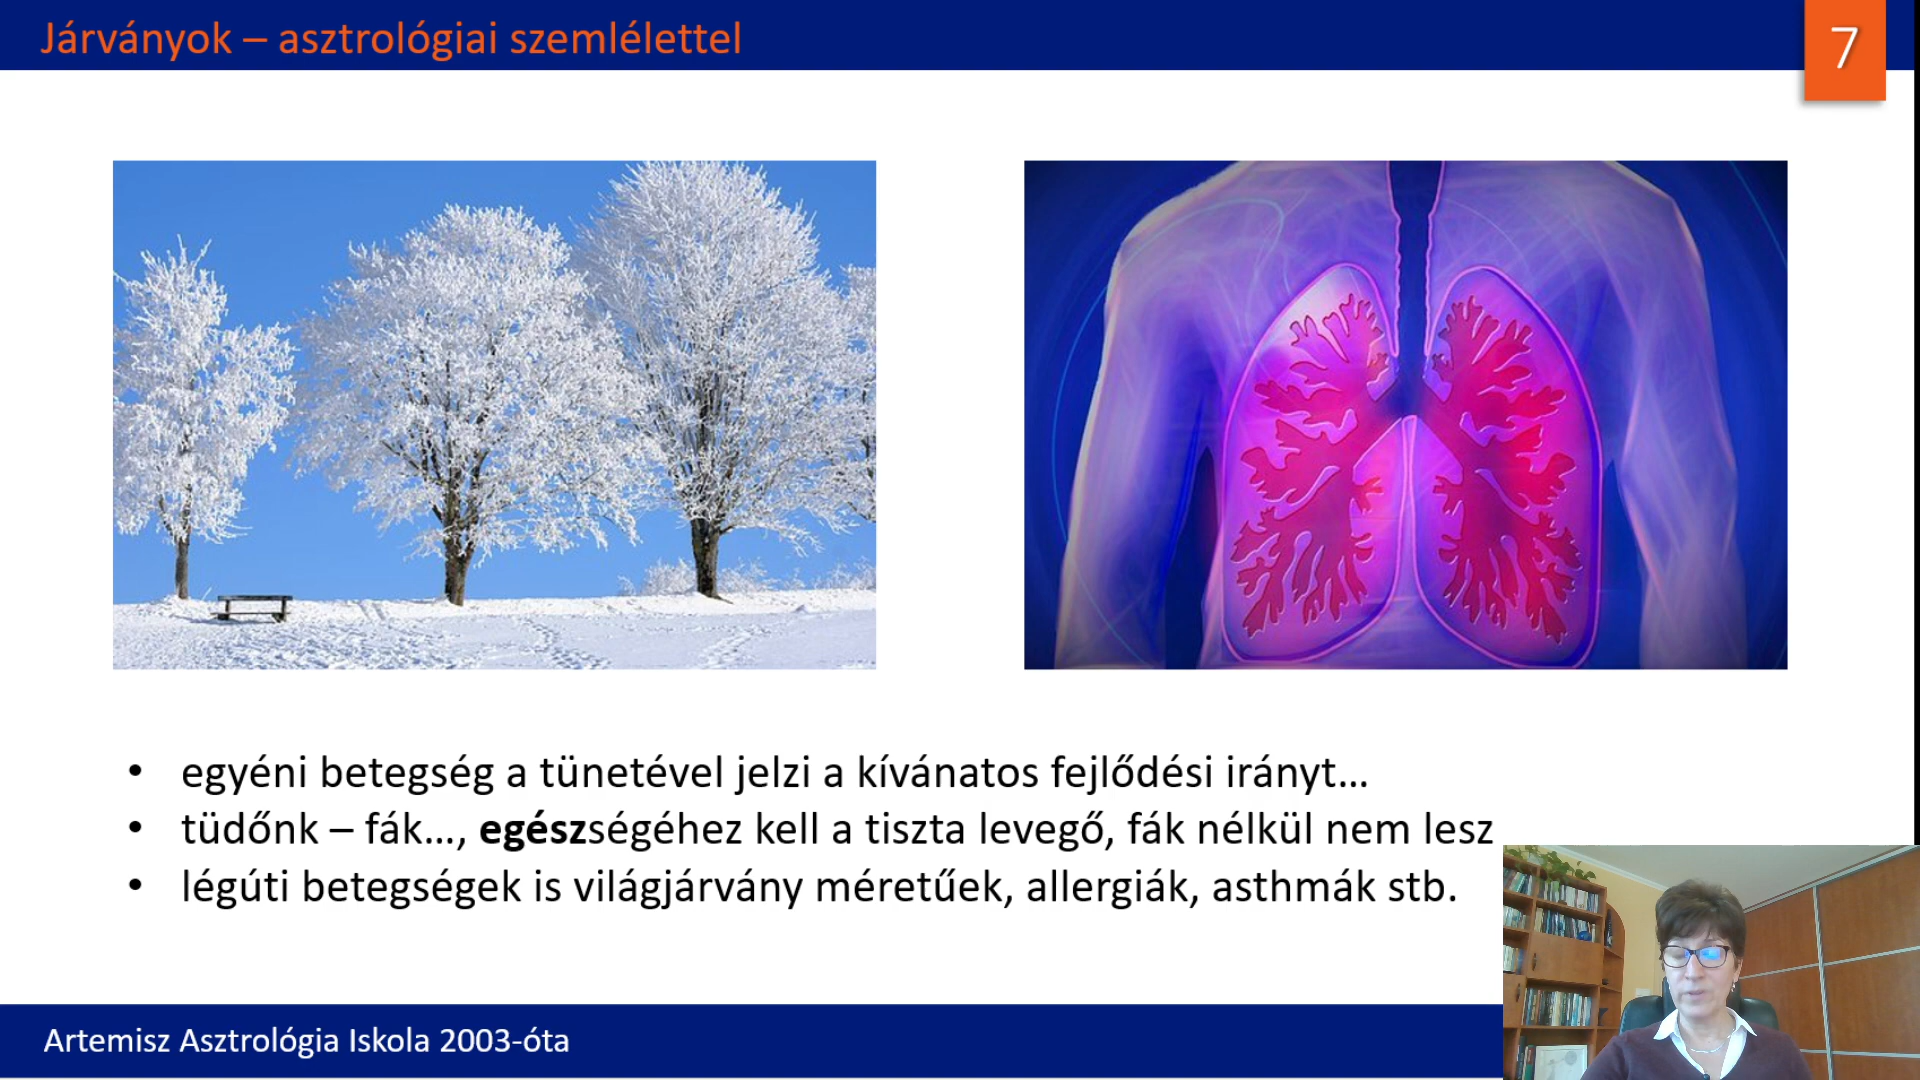 Járványok – asztrológiai szemlélettel
7
• egyéni betegség a tünetével jelzi a kívánatos fejlődési irányt...
• tüdőnk – fák..., egészségéhez kell a tiszta levegő, fák nélkül nem lesz
• légúti betegségek is világjárvány méretűek, allergiák, asthmák stb.
Artemisz Asztrológia Iskola 2003-óta